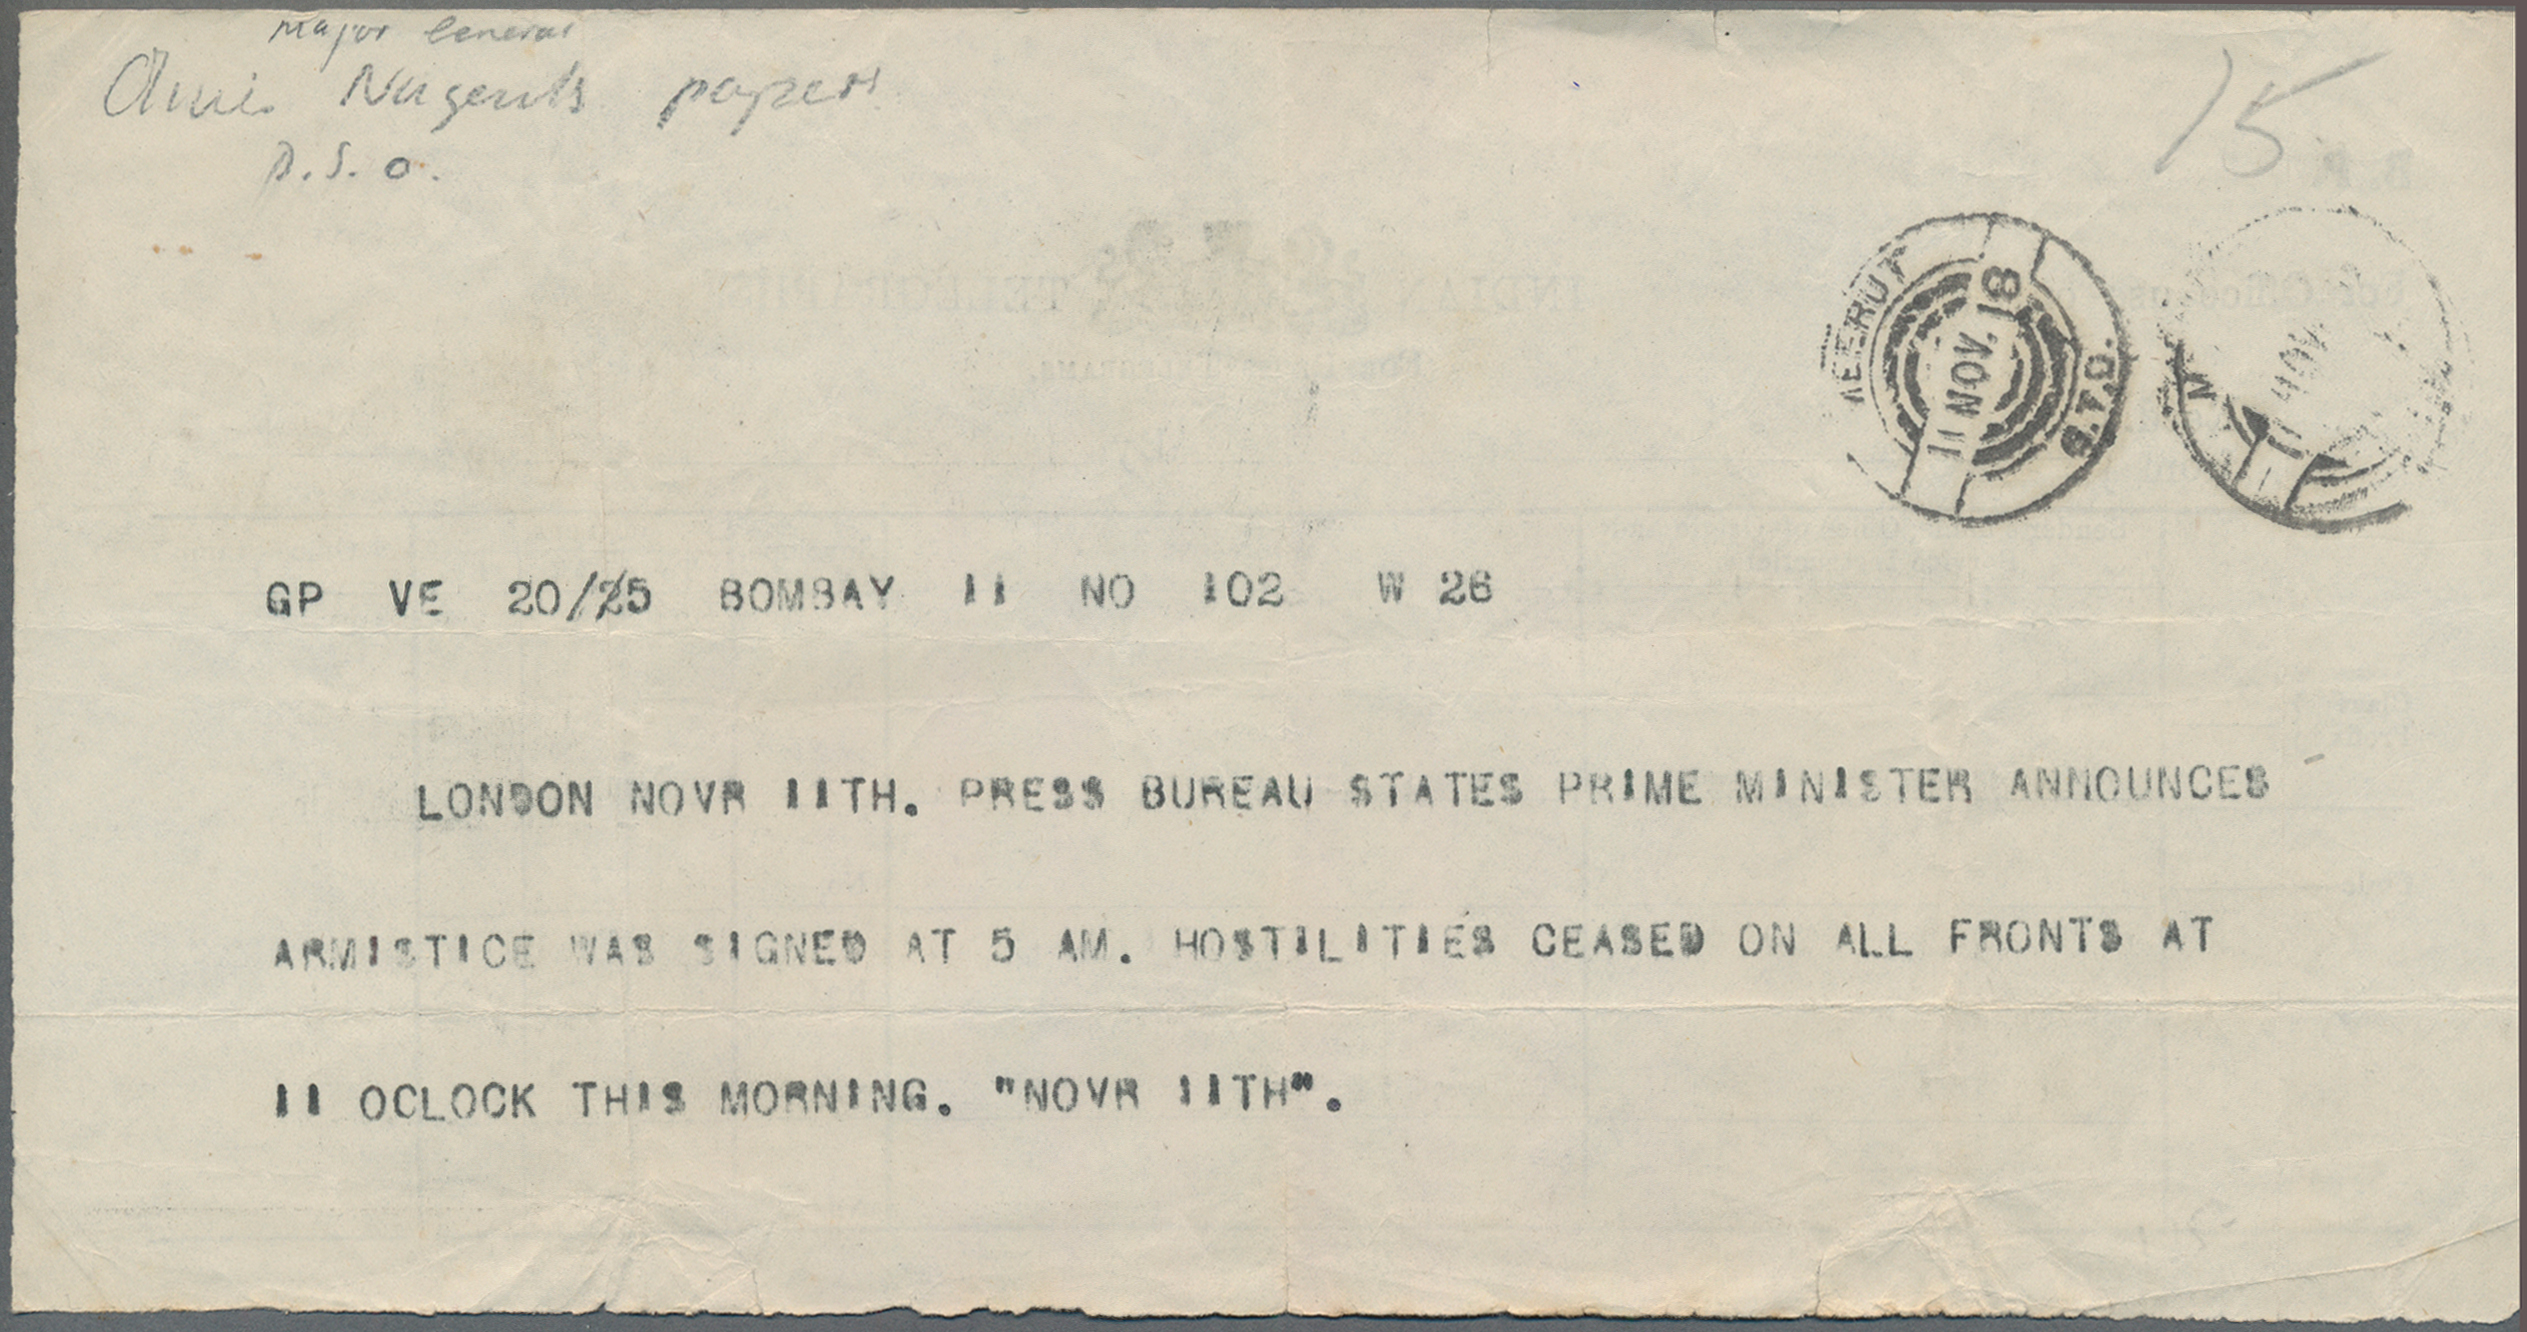 major General
Nugents papers
D.S.O.
15
MEERUT
11 NOV. 18
S.T.O.
M
11 NOV.
GP VE 20/25 BOMBAY 11 NO 102 W 26
LONDON NOVR 11TH. PRESS BUREAU STATES PRIME MINISTER ANNOUNCES
ARMISTICE WAS SIGNED AT 5 AM. HOSTILITIES CEASED ON ALL FRONTS AT
11 OCLOCK THIS MORNING. "NOVR 11TH".